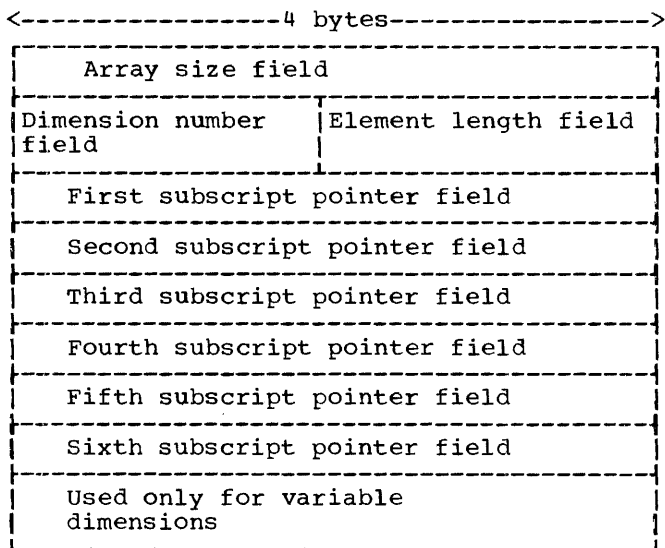 <-----------------4 bytes----------------->
Array size field
Dimension number field
Element length field
First subscript pointer field
Second subscript pointer field
Third subscript pointer field
Fourth subscript pointer field
Fifth subscript pointer field
Sixth subscript pointer field
Used only for variable
dimensions